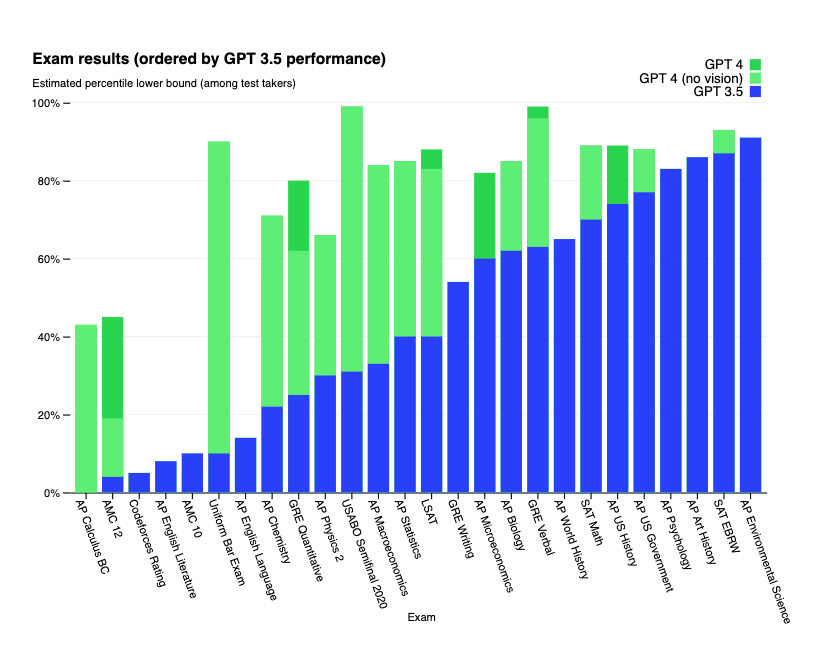 Exam results (ordered by GPT 3.5 performance)
Estimated percentile lower bound (among test takers)
GPT 4
GPT 4 (no vision)
GPT 3.5
100%
80%
60%
40%
20%
0%
AP Calculus BC
AMC 12
Codeforces Rating
AP English Literature
AMC 10
Uniform Bar Exam
AP English Language
AP Chemistry
GRE Quantitative
AP Physics 2
USABO Semifinal 2020
AP Macroeconomics
AP Statistics
LSAT
GRE Writing
AP Microeconomics
AP Biology
GRE Verbal
AP World History
SAT Math
AP US History
AP US Government
AP Psychology
AP Art History
SAT EBRW
AP Environmental Science
Exam